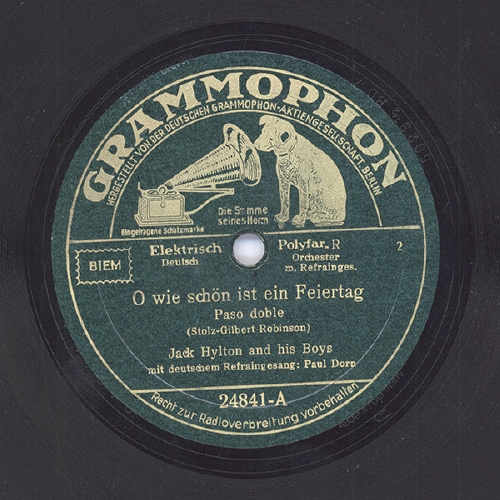 GRAMMOPHON
HERGESTELLT VON DER DEUTSCHEN GRAMMOPHON-AKTIENGESELLSCHAFT, BERLIN
Die Stimme
seines Herrn
Eingetragene Schutzmarke
Elektrisch
Deutsch
Polyfar R
Orchester
m. Refrainges.
2
BIEM
O wie schön ist ein Feiertag
Paso doble
(Stolz-Gilbert-Robinson)
Jack Hylton and his Boys
mit deutschem Refraingesang: Paul Dorn
24841-A
Recht zur Radioverbreitung vorbehalten